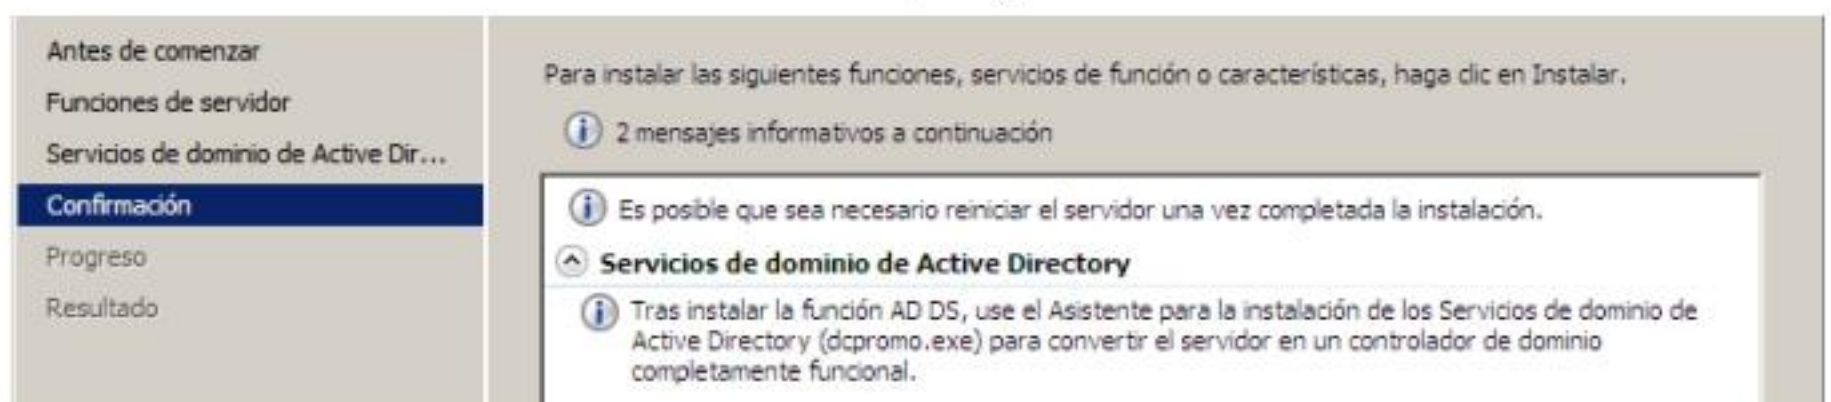 Antes de comenzar
Funciones de servidor
Servicios de dominio de Active Dir...
Confirmación
Progreso
Resultado
Para instalar las siguientes funciones, servicios de función o características, haga clic en Instalar.
2 mensajes informativos a continuación
Es posible que sea necesario reiniciar el servidor una vez completada la instalación.
Servicios de dominio de Active Directory
Tras instalar la función AD DS, use el Asistente para la instalación de los Servicios de dominio de
Active Directory (dcpromo.exe) para convertir el servidor en un controlador de dominio
completamente funcional.